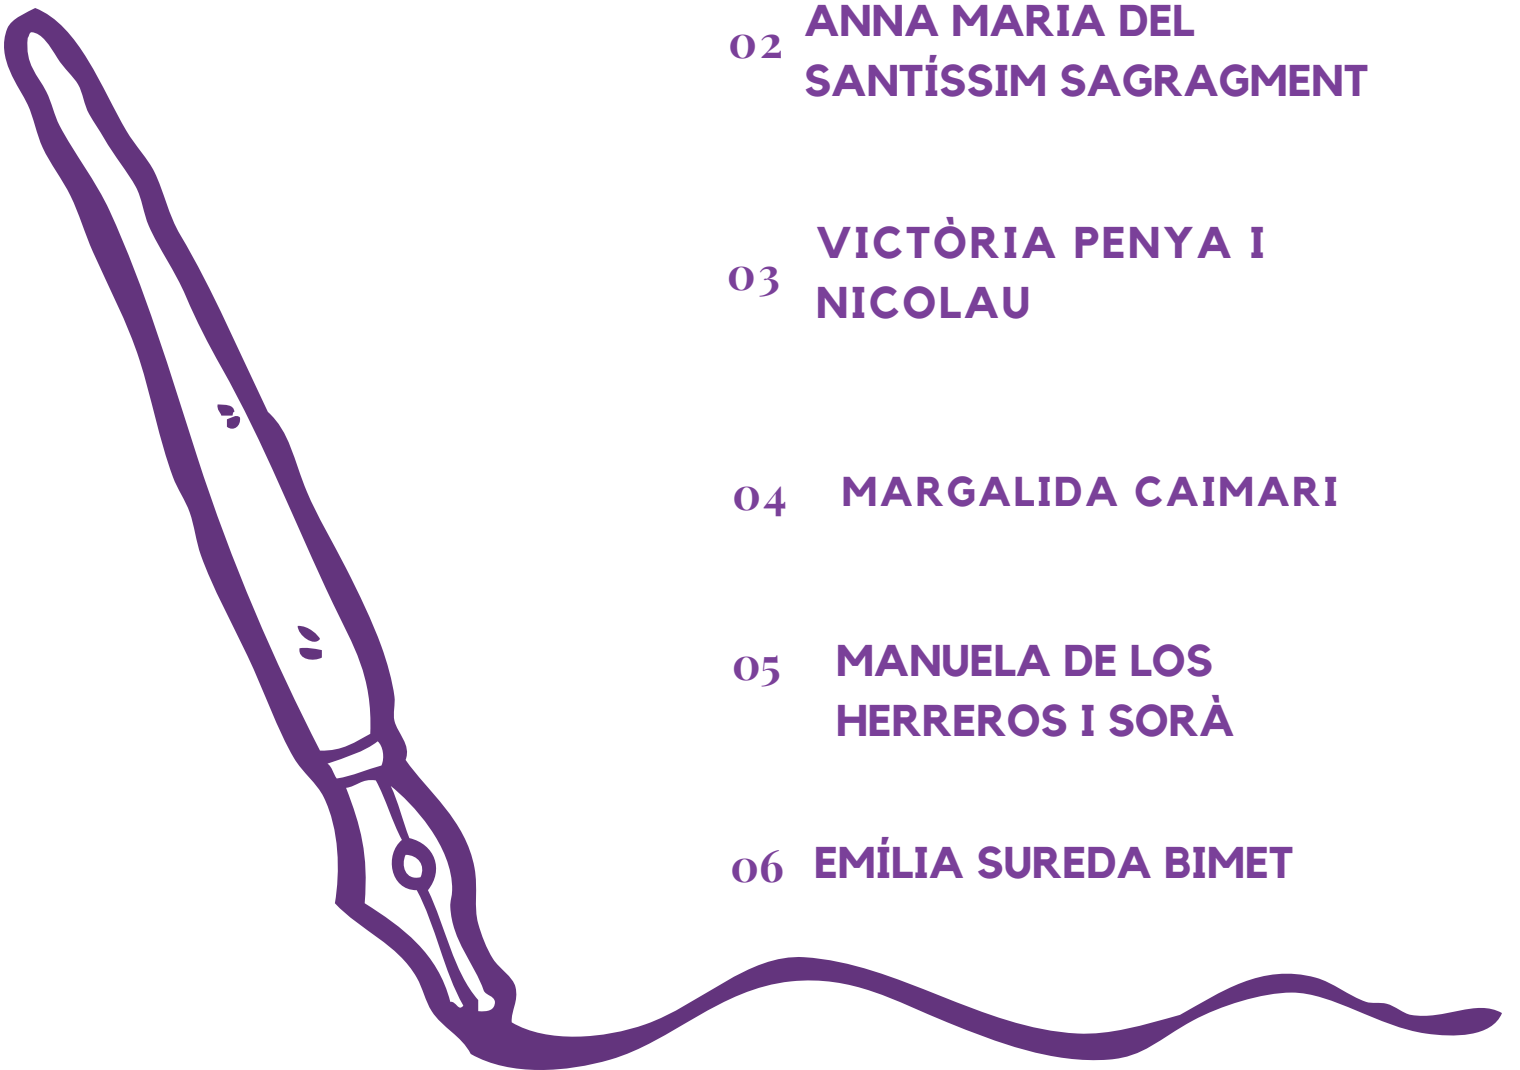 02 ANNA MARIA DEL
SANTÍSSIM SAGRAGMENT
03 VICTÒRIA PENYA I
NICOLAU
04 MARGALIDA CAIMARI
05 MANUELA DE LOS
HERREROS I SORÀ
06 EMÍLIA SUREDA BIMET